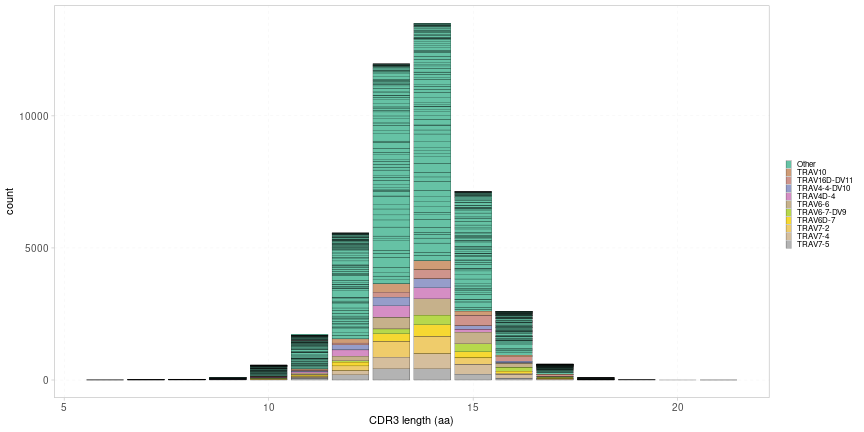 10000
5000
0
count
5
10
15
20
CDR3 length (aa)
Other
TRAV10
TRAV16D-DV11
TRAV4-4-DV10
TRAV4D-4
TRAV6-6
TRAV6-7-DV9
TRAV6D-7
TRAV7-2
TRAV7-4
TRAV7-5